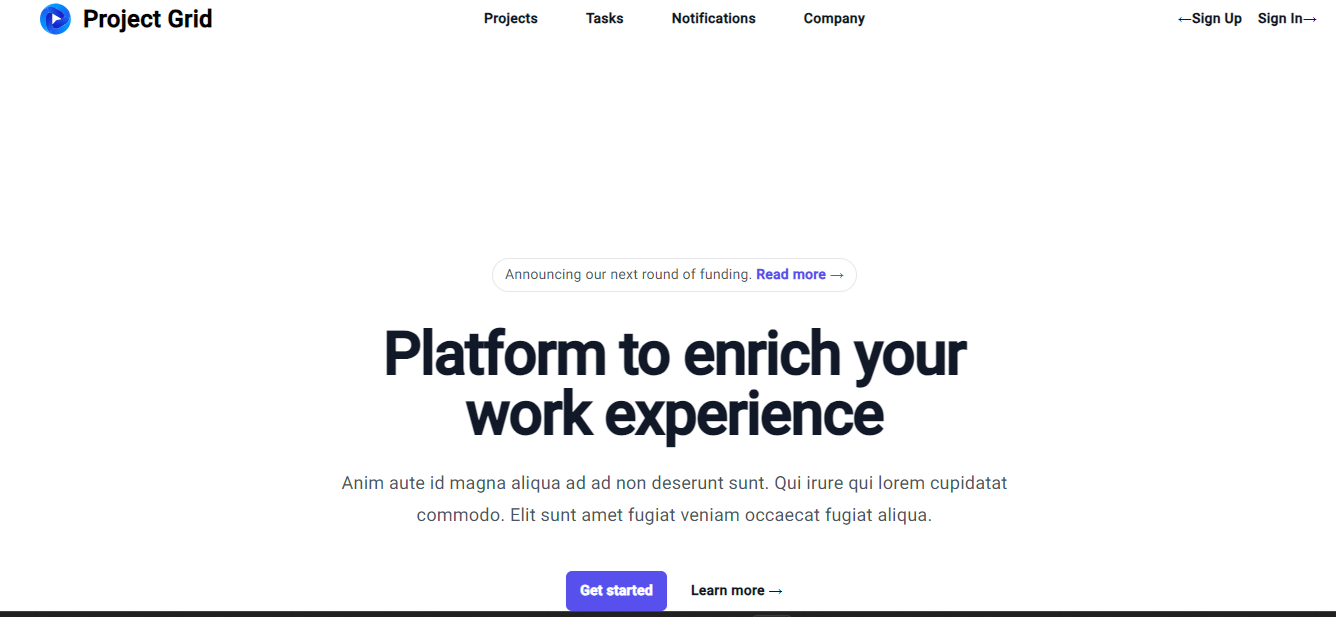 Project Grid
Projects Tasks Notifications Company
←Sign Up Sign In→
Announcing our next round of funding. Read more →
Platform to enrich your
work experience
Anim aute id magna aliqua ad ad non deserunt sunt. Qui irure qui lorem cupidatat
commodo. Elit sunt amet fugiat veniam occaecat fugiat aliqua.
Get started Learn more →